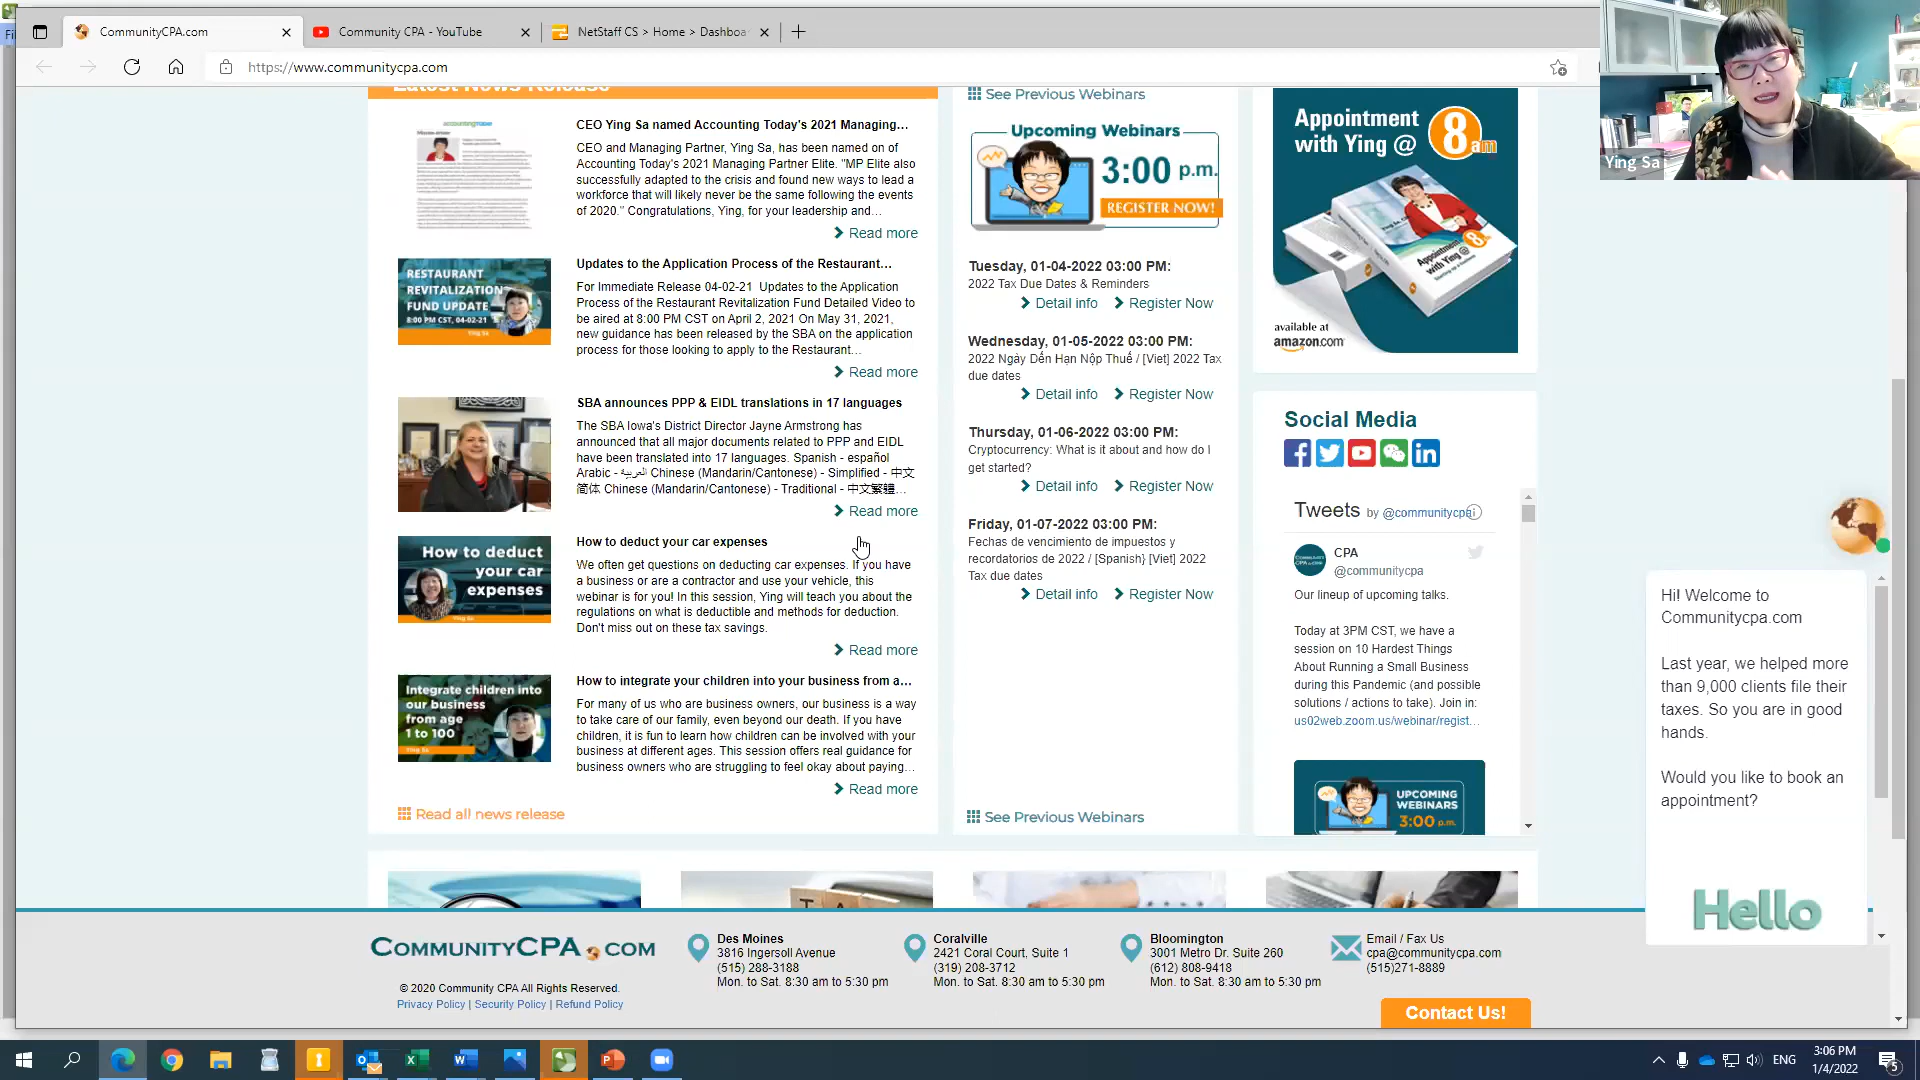 CommunityCPA.com
Community CPA - YouTube
NetStaff CS > Home > Dashboa
https://www.communitycpa.com
Latest News Release
CEO Ying Sa named Accounting Today's 2021 Managing...
CEO and Managing Partner, Ying Sa, has been named on of
Accounting Today's 2021 Managing Partner Elite. "MP Elite also
successfully adapted to the crisis and found new ways to lead a
workforce that will likely never be the same following the events
of 2020." Congratulations, Ying, for your leadership and...
Read more
RESTAURANT
REVITALIZATION
FUND UPDATE
8:00 PM CST, 04-02-21
Ying Sa
Updates to the Application Process of the Restaurant...
For Immediate Release 04-02-21 Updates to the Application
Process of the Restaurant Revitalization Fund Detailed Video to
be aired at 8:00 PM CST on April 2, 2021 On May 31, 2021,
new guidance has been released by the SBA on the application
process for those looking to apply to the Restaurant...
Read more
SBA announces PPP & EIDL translations in 17 languages
The SBA Iowa's District Director Jayne Armstrong has
announced that all major documents related to PPP and EIDL
have been translated into 17 languages. Spanish - español
Arabic - العربية Chinese (Mandarin/Cantonese) - Simplified - 中文
简体 Chinese (Mandarin/Cantonese) - Traditional - 中文繁體...
Read more
How to deduct
your car
expenses
Ying Sa
How to deduct your car expenses
We often get questions on deducting car expenses. If you have
a business or are a contractor and use your vehicle, this
webinar is for you! In this session, Ying will teach you about the
regulations on what is deductible and methods for deduction.
Don't miss out on these tax savings.
Read more
Integrate children into
our business
from age
1 to 100
Ying Sa
How to integrate your children into your business from a...
For many of us who are business owners, our business is a way
to take care of our family, even beyond our death. If you have
children, it is fun to learn how children can be involved with your
business at different ages. This session offers real guidance for
business owners who are struggling to feel okay about paying...
Read more
Read all news release
See Previous Webinars
Upcoming Webinars
3:00 p.m.
REGISTER NOW!
Tuesday, 01-04-2022 03:00 PM:
2022 Tax Due Dates & Reminders
Detail info Register Now
Wednesday, 01-05-2022 03:00 PM:
2022 Ngày Đến Hạn Nộp Thuế / [Viet] 2022 Tax
due dates
Detail info Register Now
Thursday, 01-06-2022 03:00 PM:
Cryptocurrency: What is it about and how do I
get started?
Detail info Register Now
Friday, 01-07-2022 03:00 PM:
Fechas de vencimiento de impuestos y
recordatorios de 2022 / [Spanish} [Viet] 2022
Tax due dates
Detail info Register Now
See Previous Webinars
Appointment
with Ying @ 8am
Appointment
with Ying @ 8
available at
amazon.com
Social Media
Tweets by @communitycpa
CPA
@communitycpa
Our lineup of upcoming talks.
Today at 3PM CST, we have a
session on 10 Hardest Things
About Running a Small Business
during this Pandemic (and possible
solutions / actions to take). Join in:
us02web.zoom.us/webinar/regist...
UPCOMING
WEBINARS
3:00 p.m.
Ying Sa
Hi! Welcome to
Communitycpa.com
Last year, we helped more
than 9,000 clients file their
taxes. So you are in good
hands.
Would you like to book an
appointment?
Hello
COMMUNITYCPA.COM
© 2020 Community CPA All Rights Reserved.
Privacy Policy | Security Policy | Refund Policy
Des Moines
3816 Ingersoll Avenue
(515) 288-3188
Mon. to Sat. 8:30 am to 5:30 pm
Coralville
2421 Coral Court, Suite 1
(319) 208-3712
Mon. to Sat. 8:30 am to 5:30 pm
Bloomington
3001 Metro Dr. Suite 260
(612) 808-9418
Mon. to Sat. 8:30 am to 5:30 pm
Email / Fax Us
cpa@communitycpa.com
(515)271-8889
Contact Us!
ENG
3:06 PM
1/4/2022
5